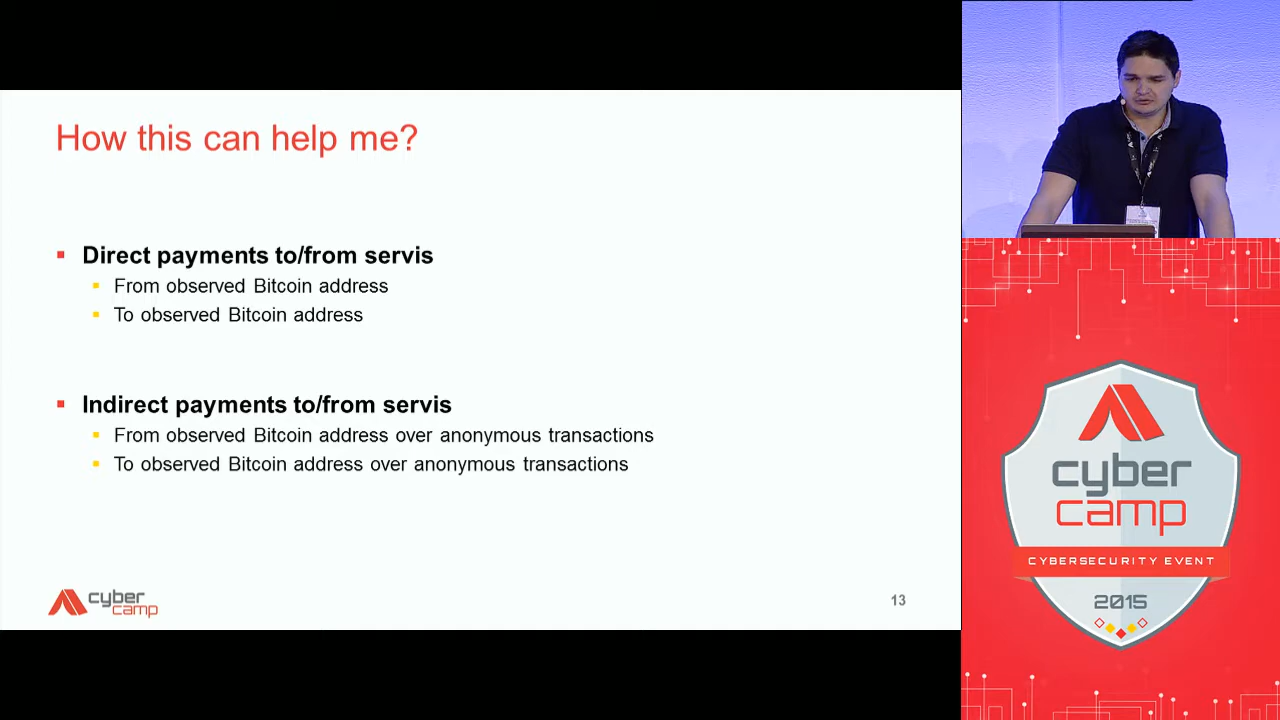 How this can help me?
Direct payments to/from servis
From observed Bitcoin address
To observed Bitcoin address
Indirect payments to/from servis
From observed Bitcoin address over anonymous transactions
To observed Bitcoin address over anonymous transactions
cyber
camp
13
cyber
camp
CYBERSECURITY EVENT
2015